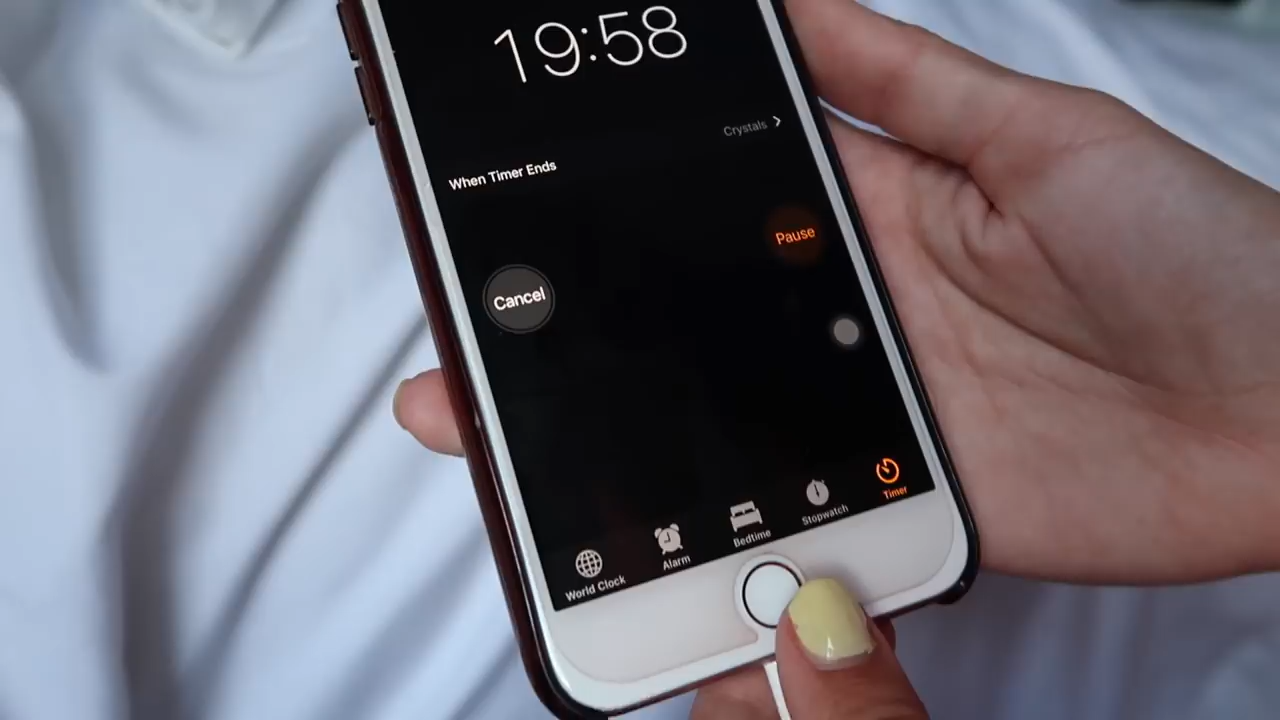 19:58
Crystals
When Timer Ends
Pause
Cancel
World Clock
Alarm
Bedtime
Stopwatch
Timer